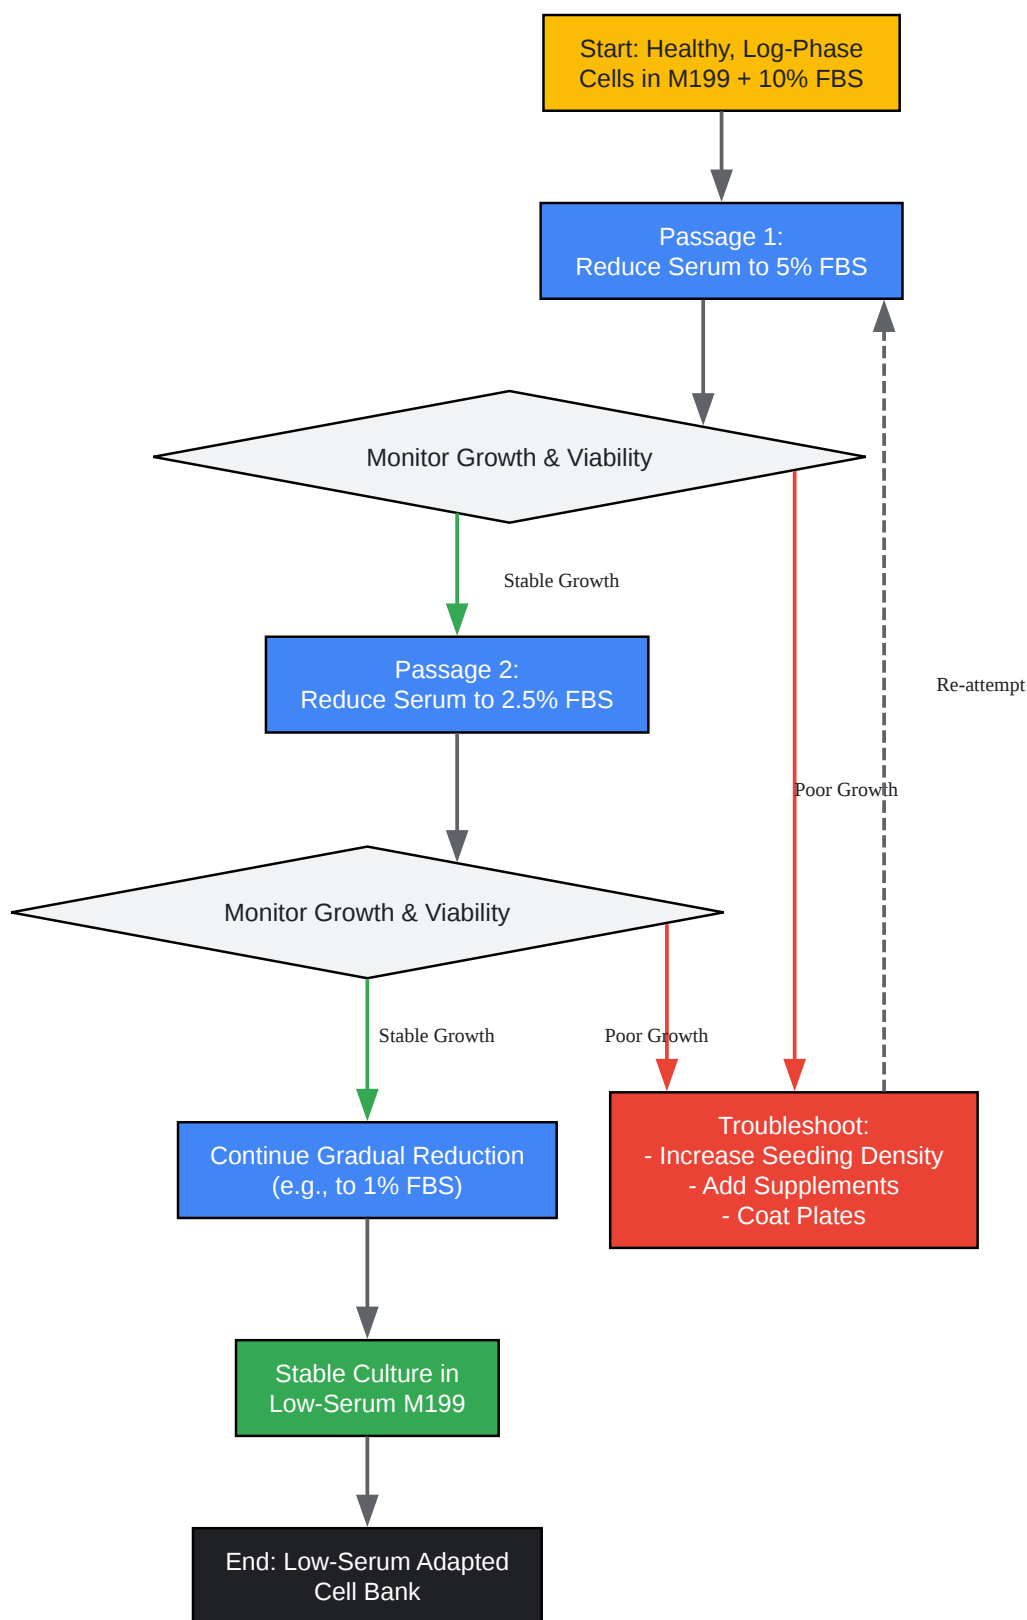 Start: Healthy, Log-Phase
Cells in M199 + 10% FBS
Passage 1:
Reduce Serum to 5% FBS
Monitor Growth & Viability
Stable Growth
Passage 2:
Reduce Serum to 2.5% FBS
Re-attempt
Poor Growth
Monitor Growth & Viability
Stable Growth
Poor Growth
Continue Gradual Reduction
(e.g., to 1% FBS)
Troubleshoot:
- Increase Seeding Density
- Add Supplements
- Coat Plates
Stable Culture in
Low-Serum M199
End: Low-Serum Adapted
Cell Bank